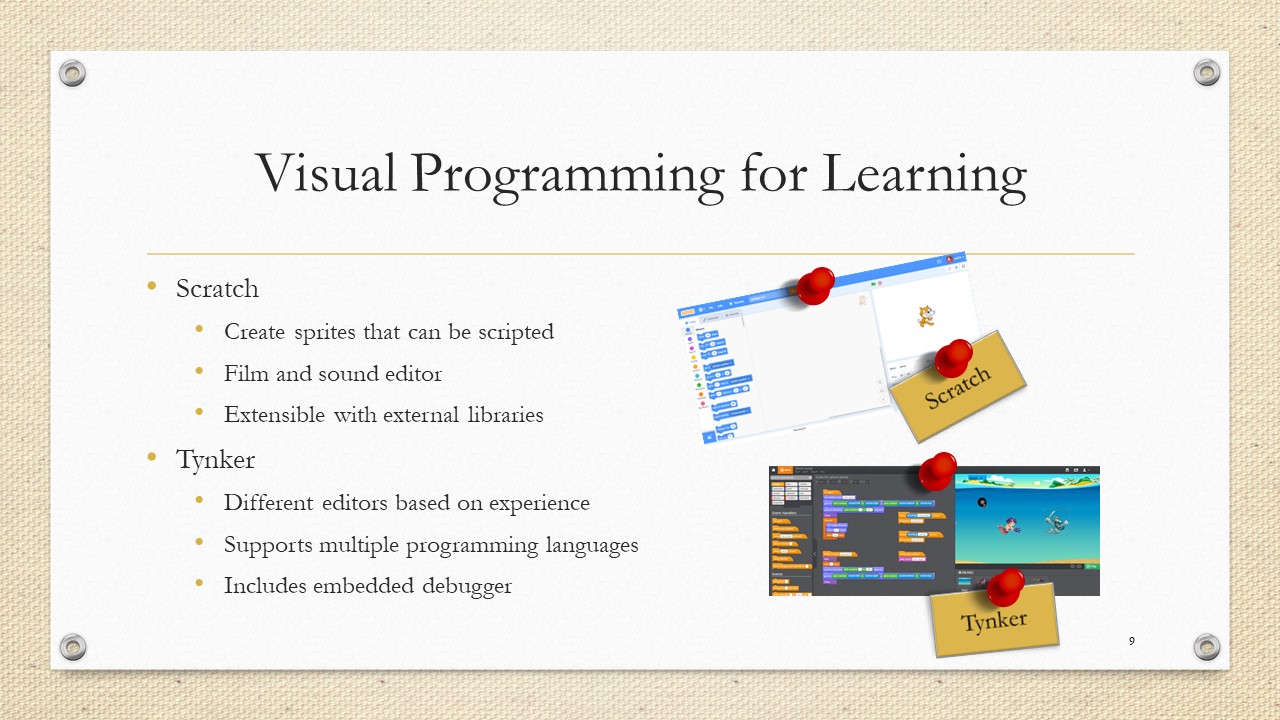 Visual Programming for Learning
• Scratch
• Create sprites that can be scripted
• Film and sound editor
• Extensible with external libraries
• Tynker
• Different editors based on experience
• Supports multiple programming languages
• Includes embedded debugger
Scratch
Tynker
9